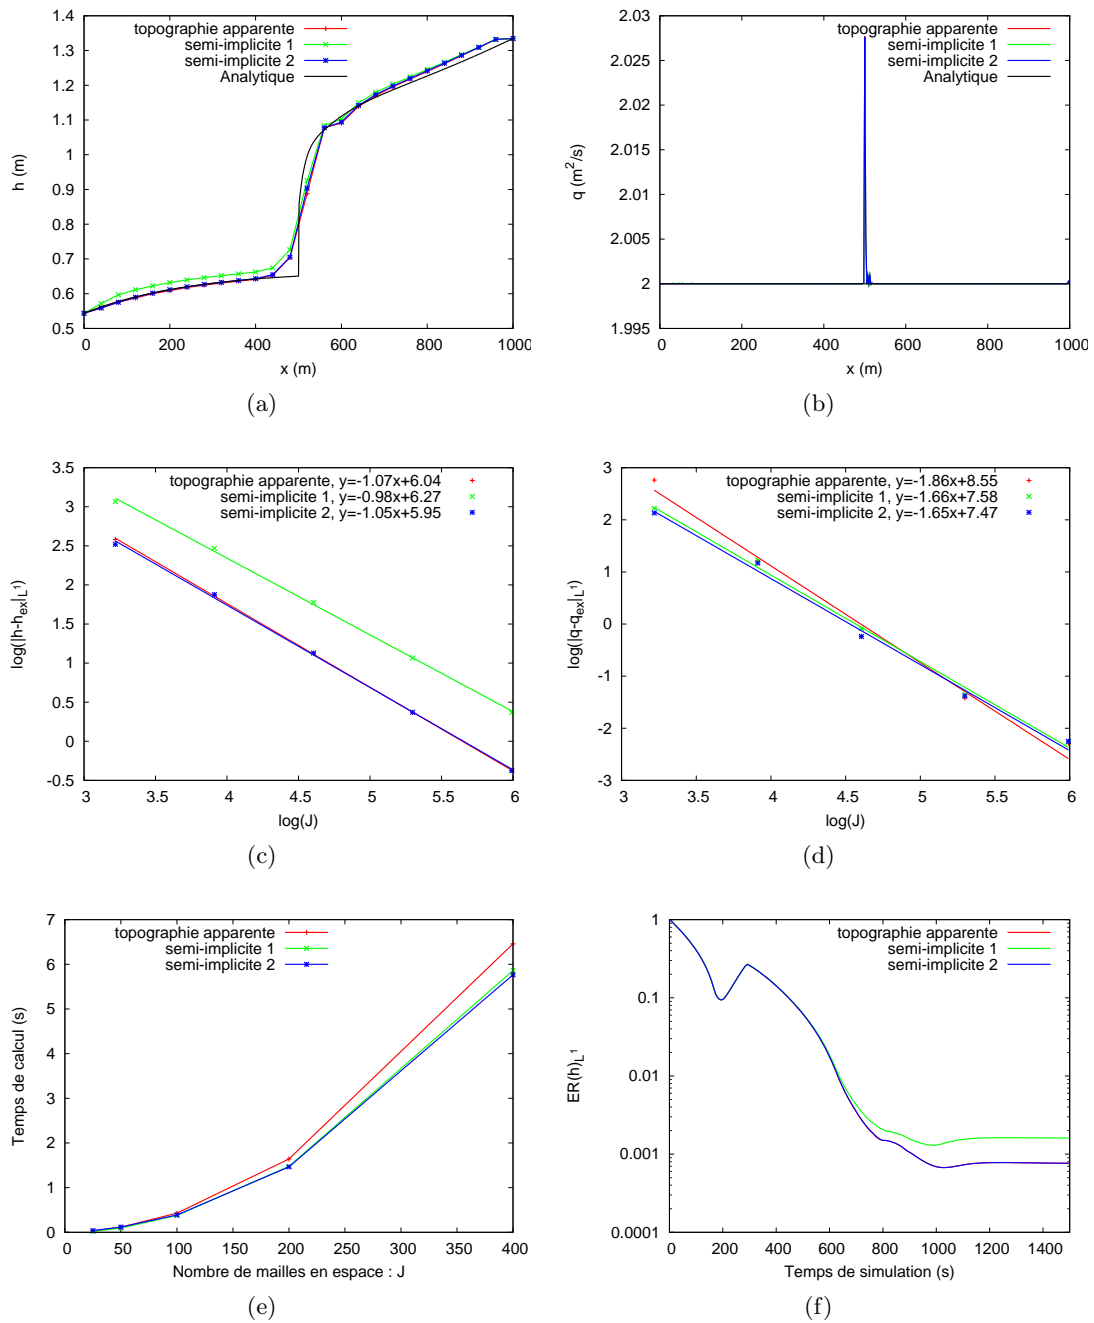 topographie apparente
semi-implicite 1
semi-implicite 2
Analytique
h (m)
1.4
1.3
1.2
1.1
1
0.9
0.8
0.7
0.6
0.5
0 200 400 600 800 1000
x (m)
(a)
topographie apparente
semi-implicite 1
semi-implicite 2
Analytique
q (m²/s)
2.03
2.025
2.02
2.015
2.01
2.005
2
1.995
0 200 400 600 800 1000
x (m)
(b)
topographie apparente, y=-1.07x+6.04
semi-implicite 1, y=-0.98x+6.27
semi-implicite 2, y=-1.05x+5.95
log(|h-h_ex|_L¹)
3.5
3
2.5
2
1.5
1
0.5
0
-0.5
3 3.5 4 4.5 5 5.5 6
log(J)
(c)
topographie apparente, y=-1.86x+8.55
semi-implicite 1, y=-1.66x+7.58
semi-implicite 2, y=-1.65x+7.47
log(|q-q_ex|_L¹)
3
2
1
0
-1
-2
-3
3 3.5 4 4.5 5 5.5 6
log(J)
(d)
topographie apparente
semi-implicite 1
semi-implicite 2
Temps de calcul (s)
7
6
5
4
3
2
1
0
0 50 100 150 200 250 300 350 400
Nombre de mailles en espace : J
(e)
topographie apparente
semi-implicite 1
semi-implicite 2
ER(h)_L¹
1
0.1
0.01
0.001
0.0001
0 200 400 600 800 1000 1200 1400
Temps de simulation (s)
(f)